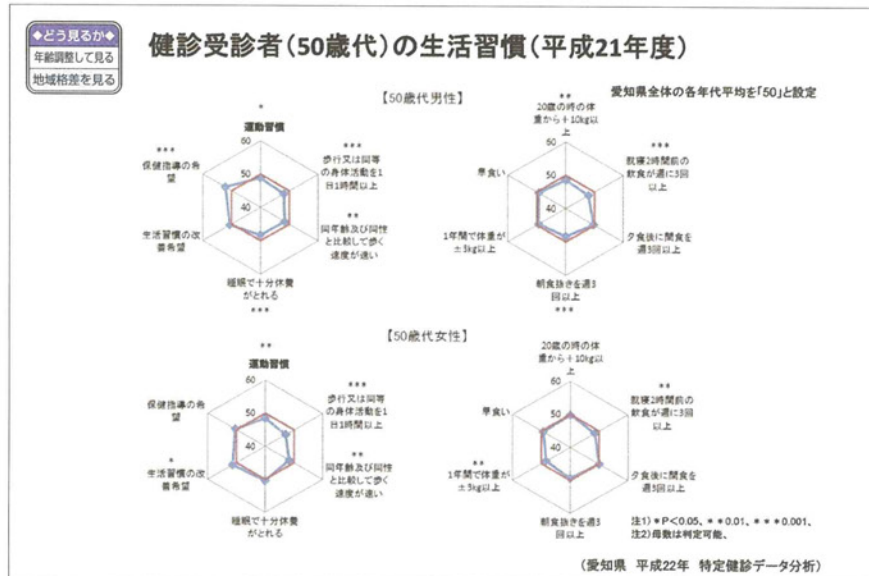 ◆どう見るか◆
年齢調整して見る
地域格差を見る
健診受診者(50歳代)の生活習慣(平成21年度)
愛知県全体の各年代平均を「50」と設定
【50歳代男性】
*
運動習慣
60
50
40
***
歩行又は同等
の身体活動を1
日1時間以上
**
同年齢及び同性
と比較して歩く
速度が速い
睡眠で十分休養
がとれる
***
生活習慣の改
善希望
***
保健指導の希
望
**
20歳の時の体
重から+10kg以
上
60
50
40
***
就寝2時間前の
飲食が週に3回
以上
夕食後に間食を
週3回以上
朝食抜きを週3
回以上
***
1年間で体重が
±3kg以上
早食い
【50歳代女性】
**
運動習慣
60
50
40
***
歩行又は同等
の身体活動を1
日1時間以上
**
同年齢及び同性
と比較して歩く
速度が速い
睡眠で十分休養
がとれる
*
生活習慣の改
善希望
保健指導の希
望
20歳の時の体
重から+10kg以
上
60
50
40
**
就寝2時間前の
飲食が週に3回
以上
夕食後に間食を
週3回以上
朝食抜きを週3
回以上
**
1年間で体重が
±3kg以上
早食い
注1)*P<0.05、**0.01、***0.001、
注2)母数は判定可能、
(愛知県 平成22年 特定健診データ分析)